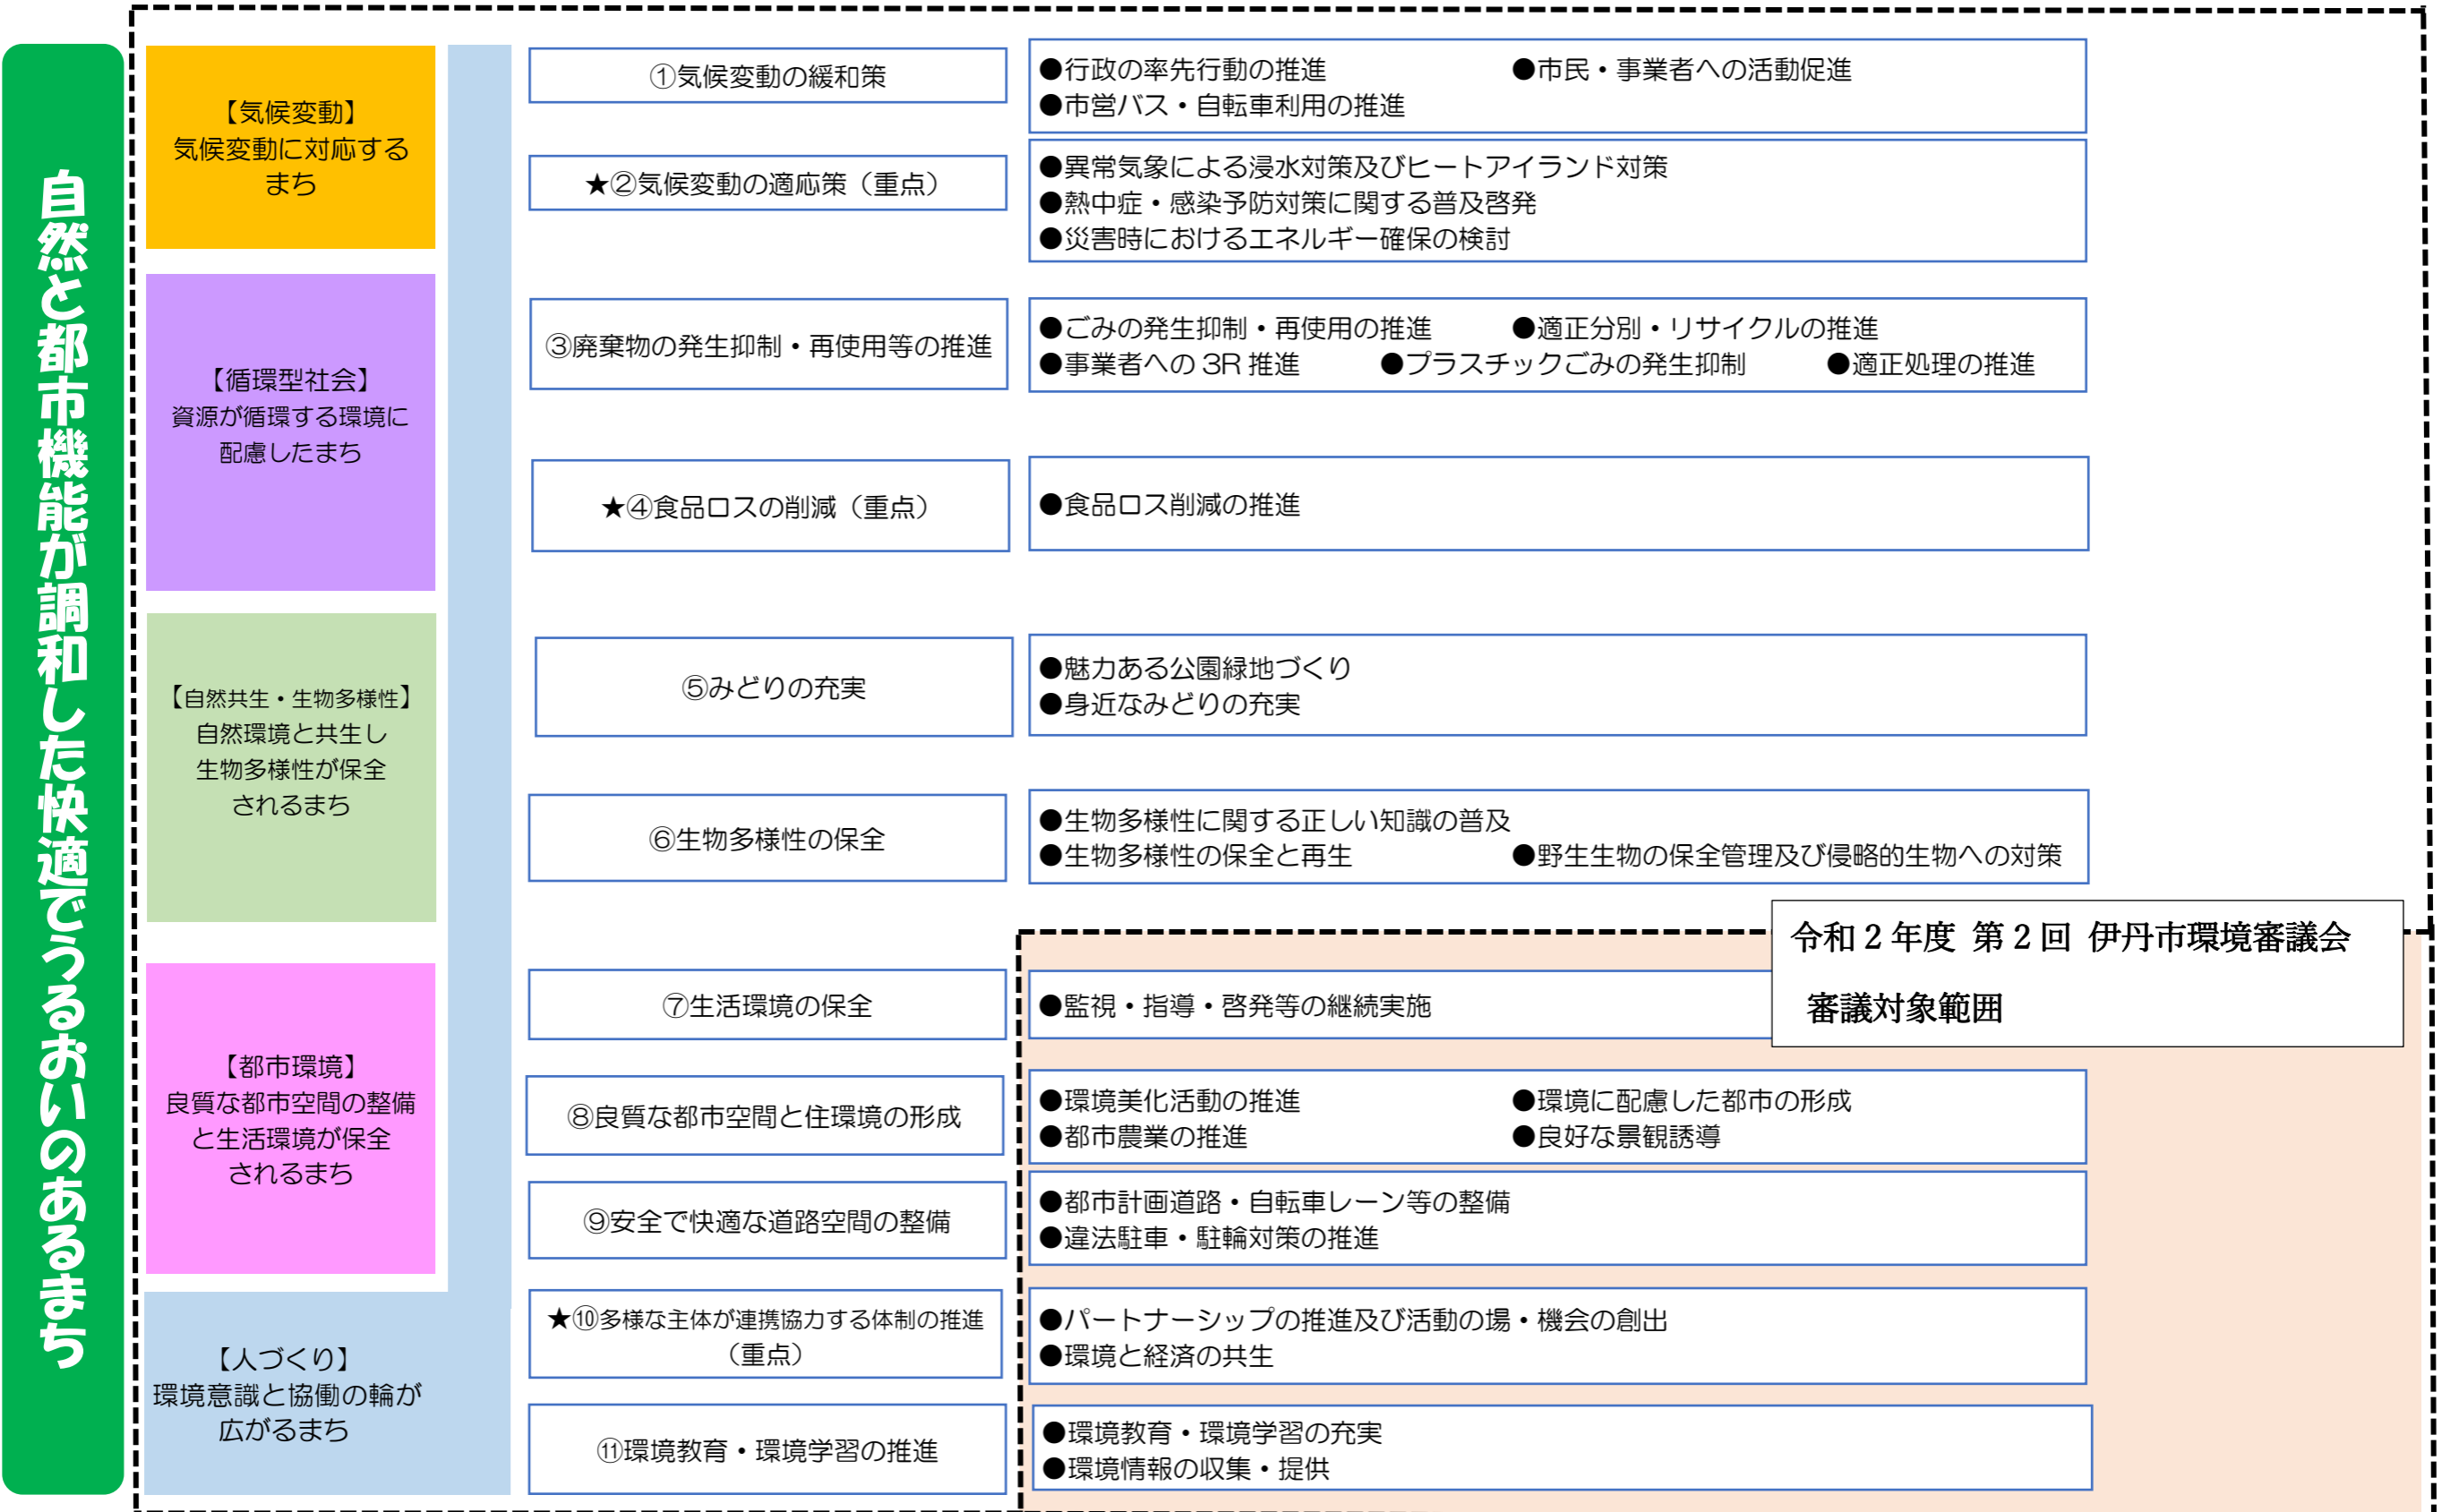 自然と都市機能が調和した快適でうるおいのあるまち
【気候変動】
気候変動に対応する
まち
①気候変動の緩和策
●行政の率先行動の推進 ●市民・事業者への活動促進
●市営バス・自転車利用の推進
★②気候変動の適応策（重点）
●異常気象による浸水対策及びヒートアイランド対策
●熱中症・感染予防対策に関する普及啓発
●災害時におけるエネルギー確保の検討
【循環型社会】
資源が循環する環境に
配慮したまち
③廃棄物の発生抑制・再使用等の推進
●ごみの発生抑制・再使用の推進 ●適正分別・リサイクルの推進
●事業者への 3R 推進 ●プラスチックごみの発生抑制 ●適正処理の推進
★④食品ロスの削減（重点）
●食品ロス削減の推進
【自然共生・生物多様性】
自然環境と共生し
生物多様性が保全
されるまち
⑤みどりの充実
●魅力ある公園緑地づくり
●身近なみどりの充実
⑥生物多様性の保全
●生物多様性に関する正しい知識の普及
●生物多様性の保全と再生 ●野生生物の保全管理及び侵略的生物への対策
令和 2 年度 第 2 回 伊丹市環境審議会
審議対象範囲
【都市環境】
良質な都市空間の整備
と生活環境が保全
されるまち
⑦生活環境の保全
●監視・指導・啓発等の継続実施
⑧良質な都市空間と住環境の形成
●環境美化活動の推進 ●環境に配慮した都市の形成
●都市農業の推進 ●良好な景観誘導
⑨安全で快適な道路空間の整備
●都市計画道路・自転車レーン等の整備
●違法駐車・駐輪対策の推進
【人づくり】
環境意識と協働の輪が
広がるまち
★⑩多様な主体が連携協力する体制の推進
（重点）
●パートナーシップの推進及び活動の場・機会の創出
●環境と経済の共生
⑪環境教育・環境学習の推進
●環境教育・環境学習の充実
●環境情報の収集・提供